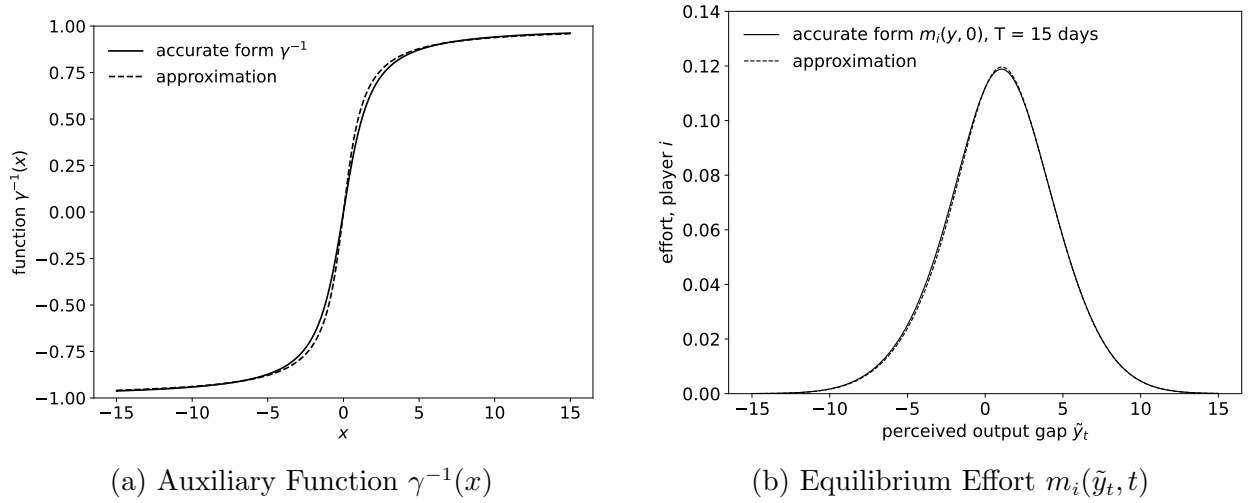 1.00
0.75
0.50
0.25
0.00
−0.25
−0.50
−0.75
−1.00
function γ⁻¹(x)
accurate form γ⁻¹
approximation
−15 −10 −5 0 5 10 15
x
(a) Auxiliary Function γ⁻¹(x)
0.14
0.12
0.10
0.08
0.06
0.04
0.02
0.00
effort, player i
accurate form mᵢ(y, 0), T = 15 days
approximation
−15 −10 −5 0 5 10 15
perceived output gap ỹₜ
(b) Equilibrium Effort mᵢ(ỹₜ, t)